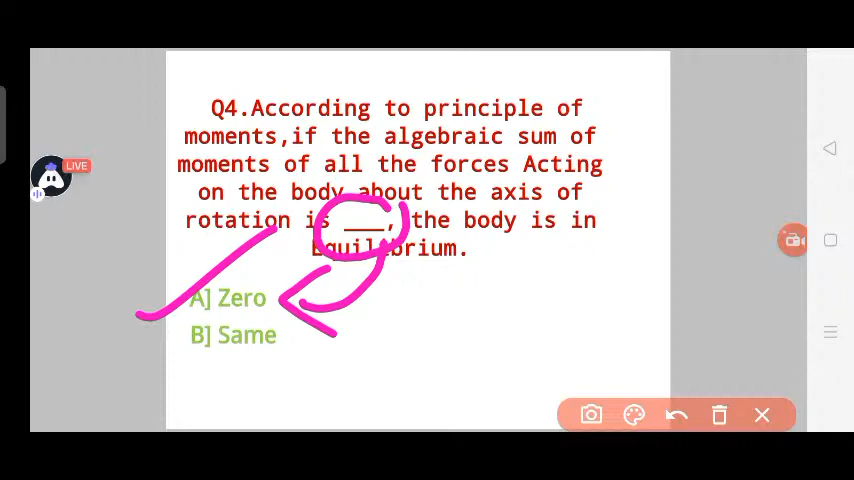 Q4.According to principle of
moments,if the algebraic sum of
moments of all the forces Acting
on the body about the axis of
rotation is ___, the body is in
Equilibrium.
LIVE
A] Zero
B] Same